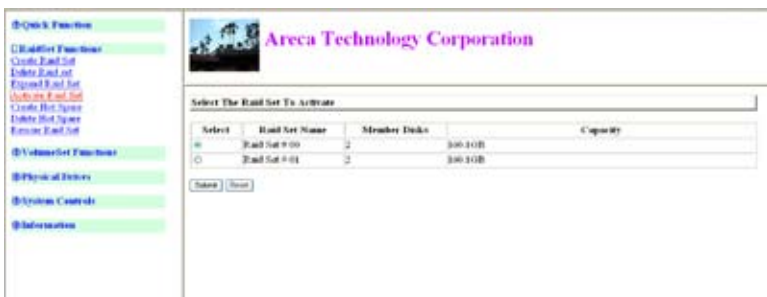 Quick Function
RaidSet Functions
Create Raid Set
Delete Raid set
Expand Raid Set
Activate Raid Set
Create Hot Spare
Delete Hot Spare
Rescue Raid Set
VolumeSet Functions
Physical Drives
System Controls
Information
Areca Technology Corporation
Select The Raid Set To Activate
Select Raid Set Name Member Disks Capacity
Raid Set # 00 2
Raid Set # 01 2
Submit Reset